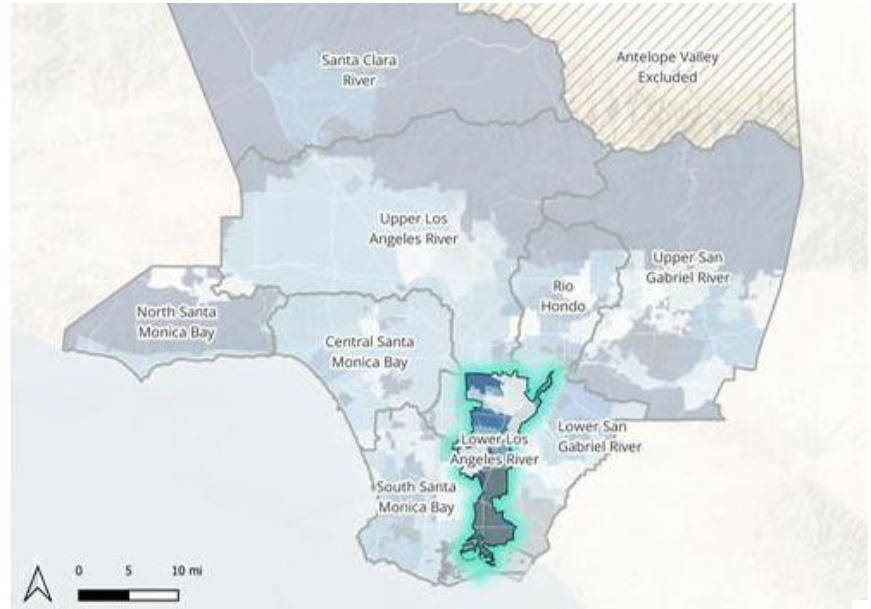 Santa Clara
River
Antelope Valley
Excluded
Upper Los
Angeles River
Upper San
Gabriel River
Rio
Hondo
North Santa
Monica Bay
Central Santa
Monica Bay
Lower Los
Angeles River
Lower San
Gabriel River
South Santa
Monica Bay
0 5 10 mi